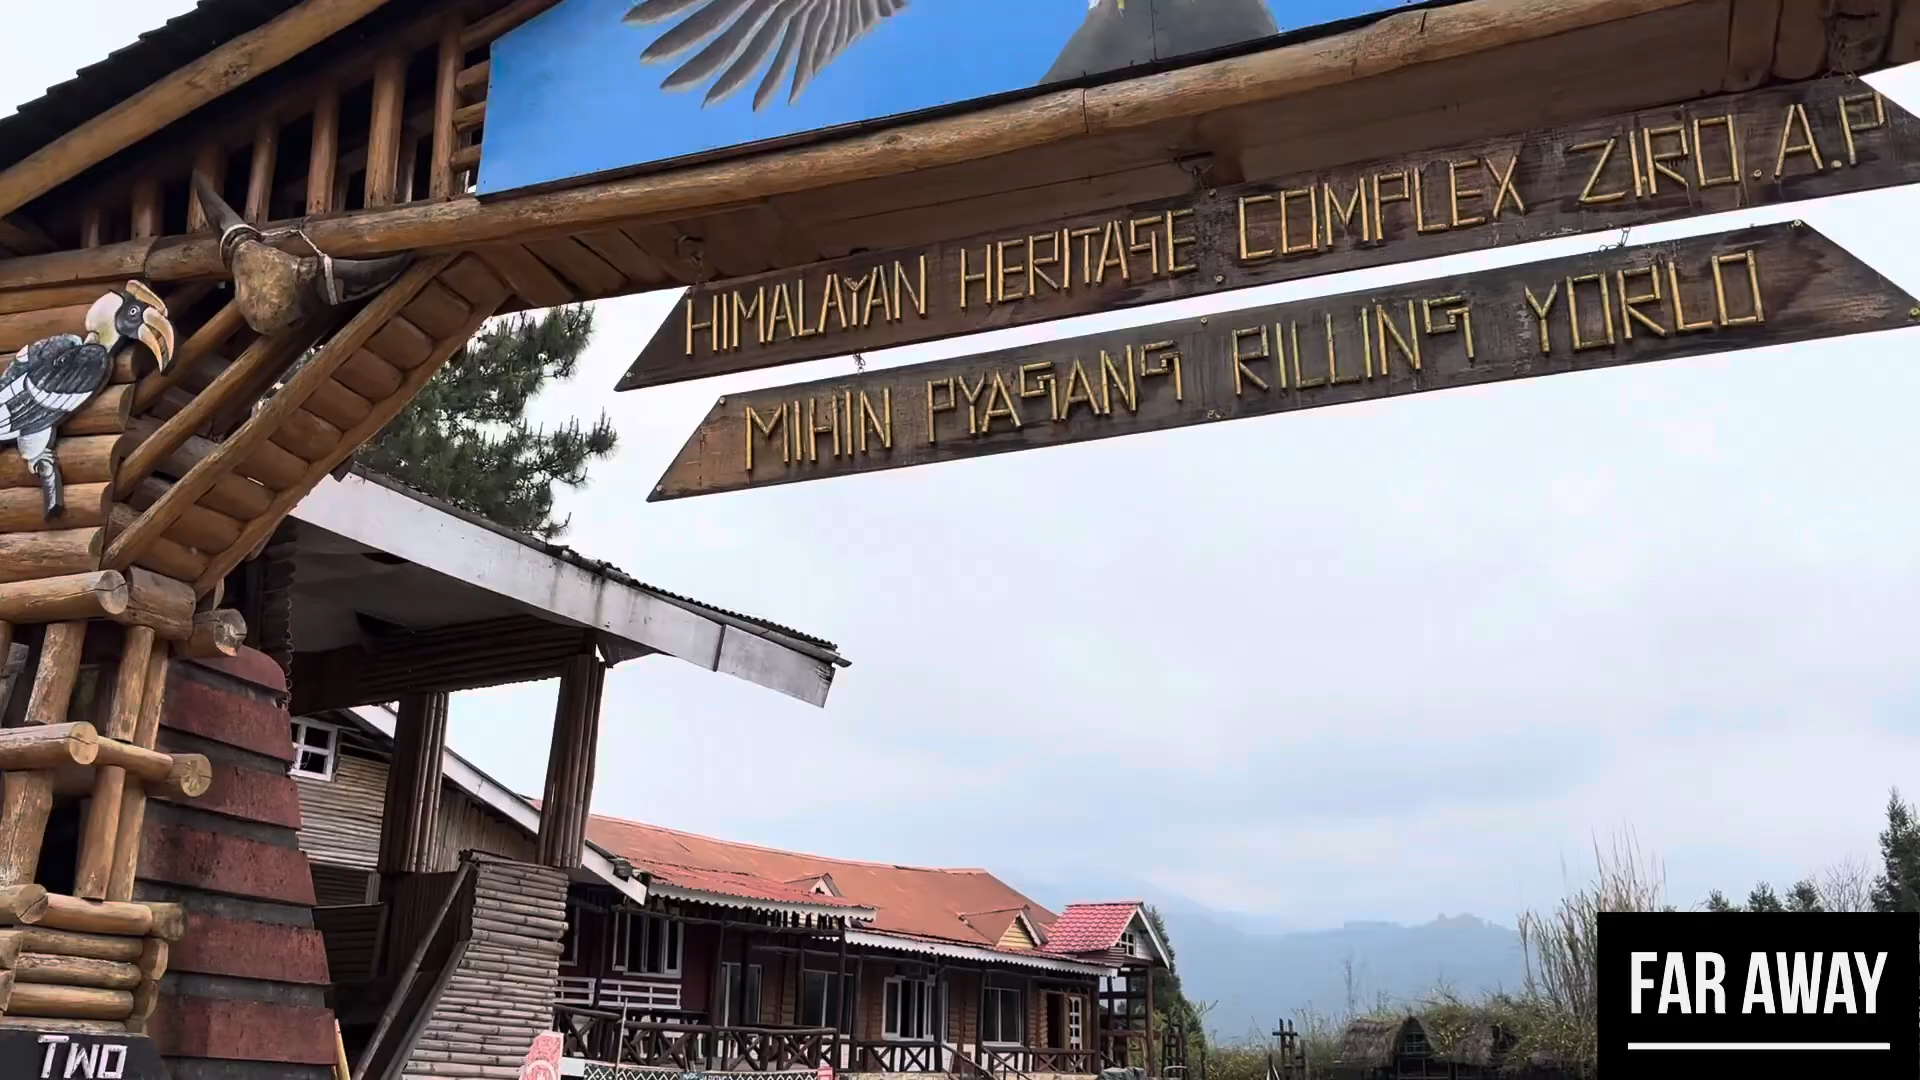 HIMALAYAN HERITAGE COMPLEX ZIRO.A.P
MIHIN PYAGANG RILLING YORLO
TWO
FAR AWAY